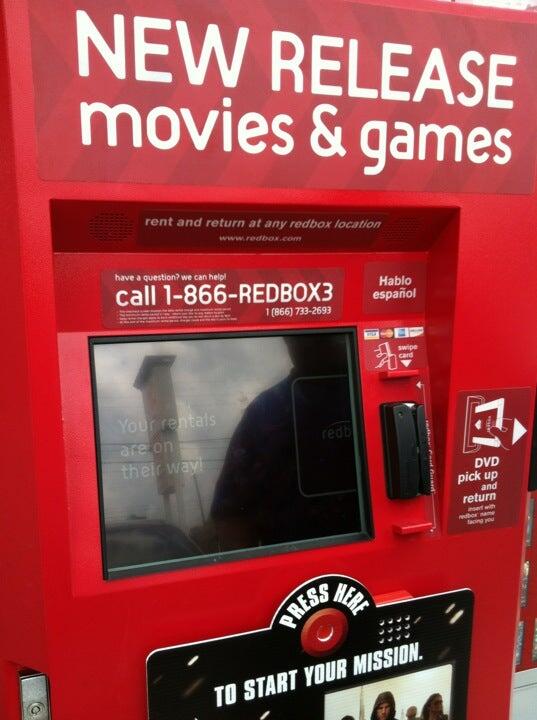 NEW RELEASE
movies & games
rent and return at any redbox location
www.redbox.com
have a question? we can help!
call 1-866-REDBOX3
1 (866) 733-2693
Hablo
español
swipe
card
Your rentals
are on
their way!
redb
DVD
pick up
and
return
insert with
redbox name
facing you
PRESS HERE
TO START YOUR MISSION.